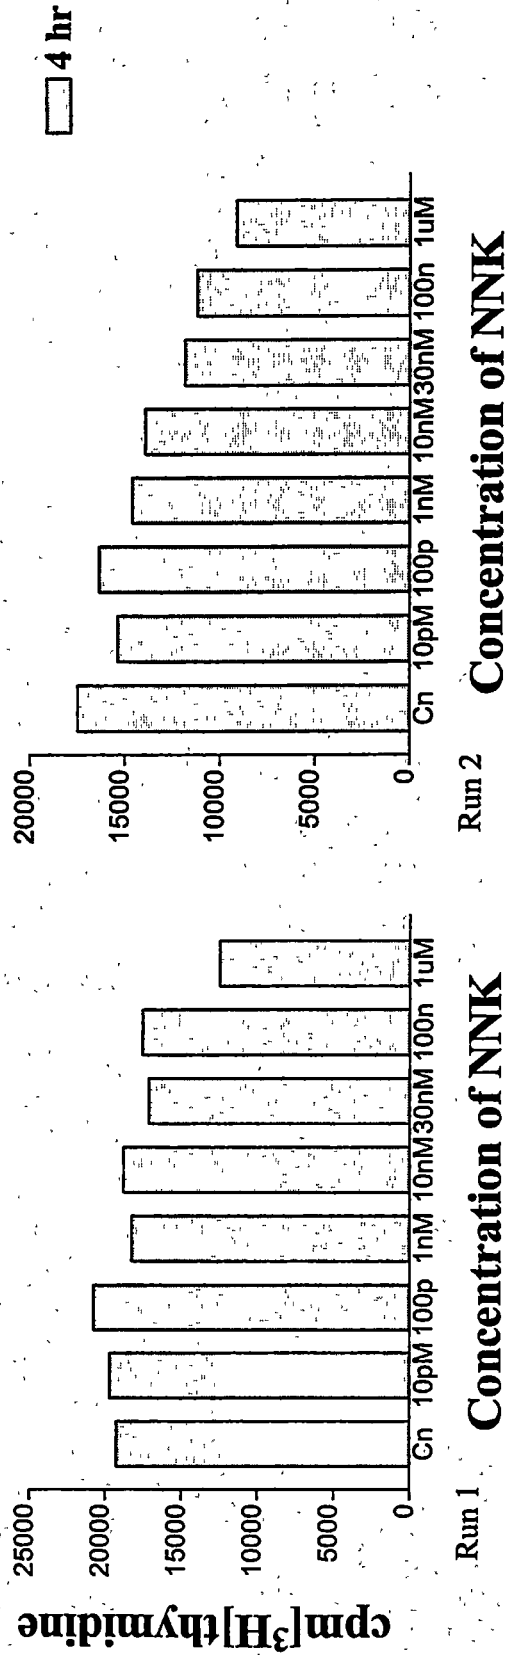 cpm[³H]thymidine
25000
20000
15000
10000
5000
0
Cn 10pM 100p 1nM 10nM 30nM 100n 1uM
Run 1
Concentration of NNK
20000
15000
10000
5000
0
Cn 10pM 100p 1nM 10nM 30nM 100n 1uM
Run 2
Concentration of NNK
4 hr